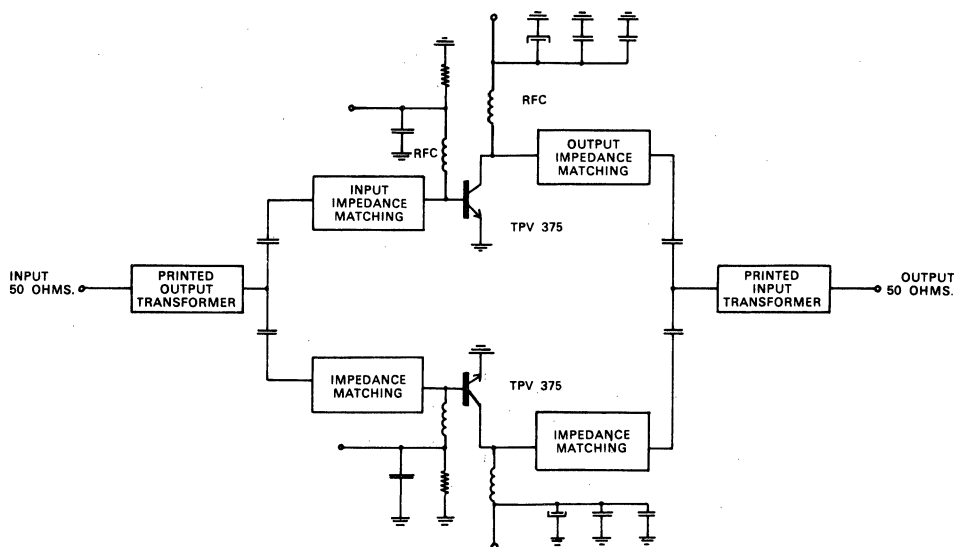 RFC
RFC
OUTPUT
IMPEDANCE
MATCHING
INPUT
IMPEDANCE
MATCHING
TPV 375
INPUT
50 OHMS.
PRINTED
OUTPUT
TRANSFORMER
PRINTED
INPUT
TRANSFORMER
OUTPUT
50 OHMS.
IMPEDANCE
MATCHING
TPV 375
IMPEDANCE
MATCHING